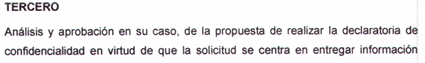 TERCERO
Análisis y aprobación en su caso, de la propuesta de realizar la declaratoria de
confidencialidad en virtud de que la solicitud se centra en entregar información